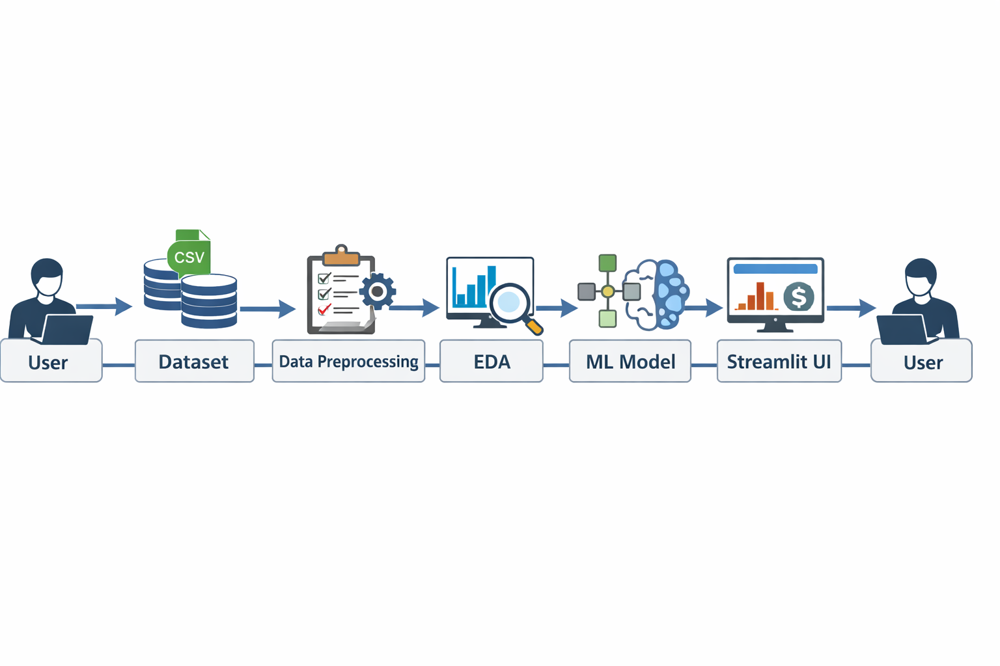 CSV
$
User
Dataset
Data Preprocessing
EDA
ML Model
Streamlit UI
User